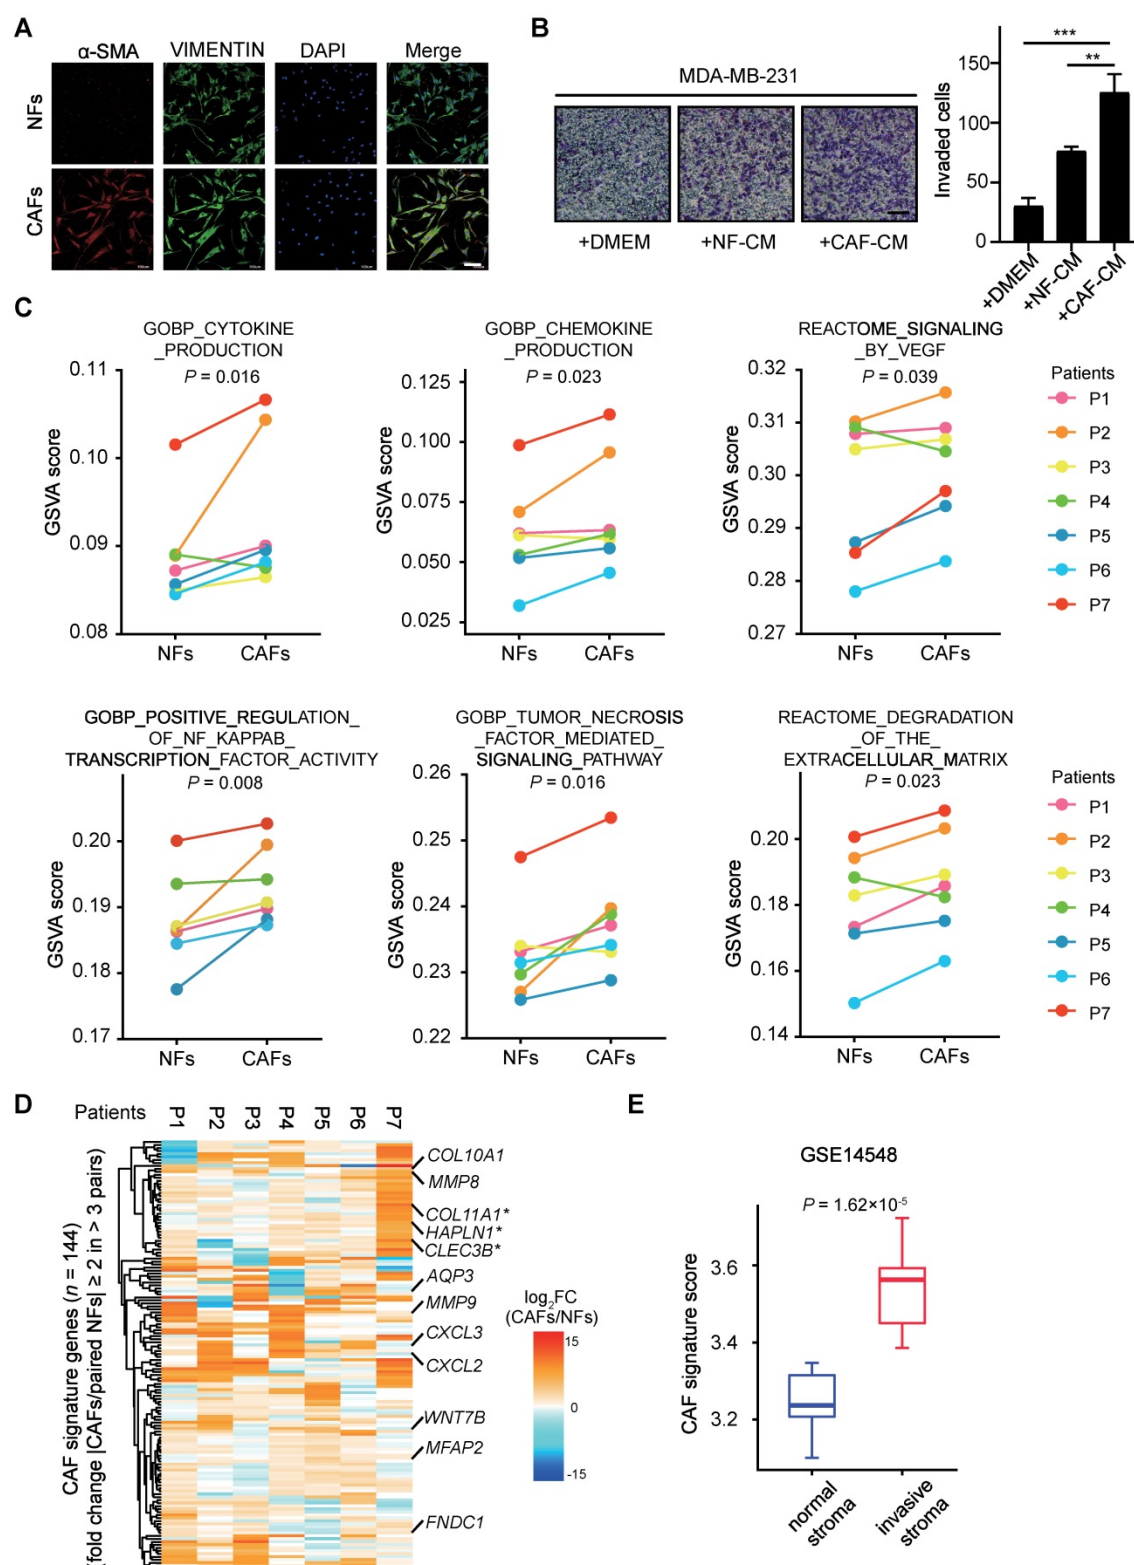 A
α-SMA VIMENTIN DAPI Merge
NFs
CAFs
B
MDA-MB-231
+DMEM +NF-CM +CAF-CM
***
**
Invaded cells
150
100
50
0
+DMEM
+NF-CM
+CAF-CM
C
GOBP_CYTOKINE
_PRODUCTION
P = 0.016
GSVA score
0.11
0.10
0.09
0.08
NFs CAFs
GOBP_CHEMOKINE
_PRODUCTION
P = 0.023
GSVA score
0.125
0.100
0.075
0.050
0.025
NFs CAFs
REACTOME_SIGNALING
_BY_VEGF
P = 0.039
GSVA score
0.32
0.31
0.30
0.29
0.28
0.27
NFs CAFs
Patients
P1
P2
P3
P4
P5
P6
P7
GOBP_POSITIVE_REGULATION_
OF_NF_KAPPAB_
TRANSCRIPTION_FACTOR_ACTIVITY
P = 0.008
GSVA score
0.20
0.19
0.18
0.17
NFs CAFs
GOBP_TUMOR_NECROSIS
_FACTOR_MEDIATED_
SIGNALING_PATHWAY
P = 0.016
GSVA score
0.26
0.25
0.24
0.23
0.22
NFs CAFs
REACTOME_DEGRADATION
_OF_THE_
EXTRACELLULAR_MATRIX
P = 0.023
GSVA score
0.20
0.18
0.16
0.14
NFs CAFs
Patients
P1
P2
P3
P4
P5
P6
P7
D
Patients P1 P2 P3 P4 P5 P6 P7
CAF signature genes (n = 144)
(fold change |CAFs/paired NFs| ≥ 2 in > 3 pairs)
COL10A1
MMP8
COL11A1*
HAPLN1*
CLEC3B*
AQP3
MMP9
CXCL3
CXCL2
WNT7B
MFAP2
FNDC1
log2FC
(CAFs/NFs)
15
0
-15
E
GSE14548
P = 1.62×10-5
CAF signature score
3.6
3.4
3.2
normal
stroma
invasive
stroma